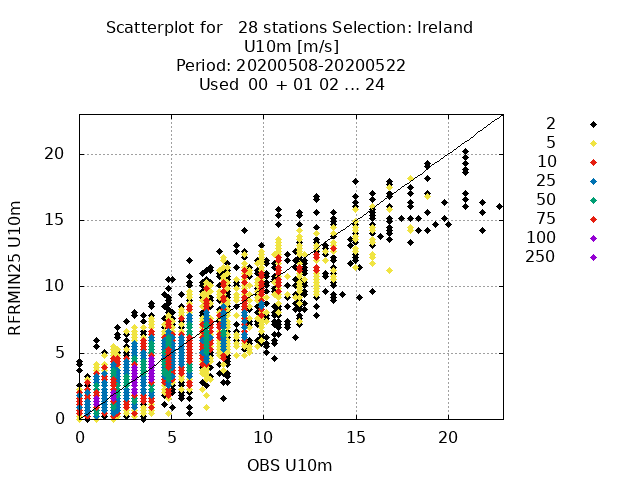 Scatterplot for   28 stations Selection: Ireland
U10m [m/s]
Period: 20200508-20200522
Used  00 + 01 02 ... 24
2
5
10
25
50
75
100
250
RFRMIN25 U10m
20
15
10
5
0
0 5 10 15 20
OBS U10m